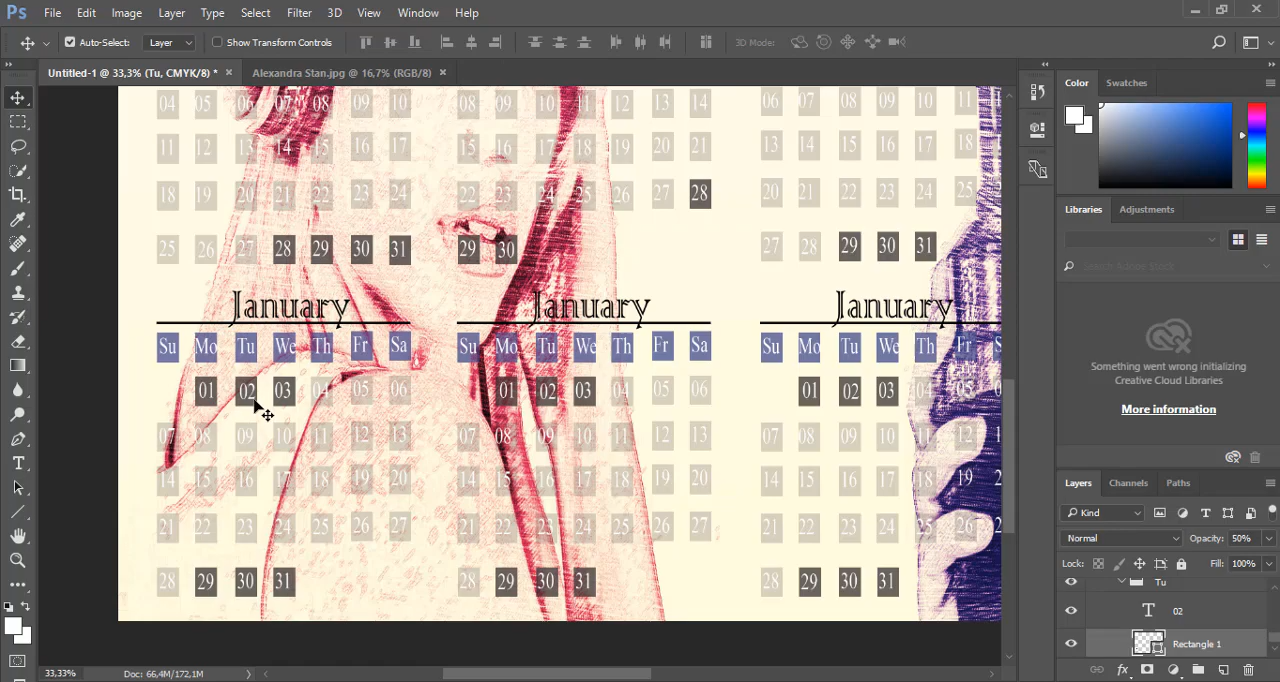 Ps File Edit Image Layer Type Select Filter 3D View Window Help
Auto-Select: Layer Show Transform Controls 3D Mode:
Untitled-1 @ 33,3% (Tu, CMYK/8) * × Alexandra Stan.jpg @ 16,7% (RGB/8) ×
04 05 06 07 08 09 10 08 09 10 11 12 13 14 06 07 08 09 10 11
11 12 13 14 15 16 17 15 16 17 18 19 20 21 13 14 15 16 17 18
18 19 20 21 22 23 24 22 23 24 25 26 27 28 20 21 22 23 24 25
25 26 27 28 29 30 31 29 30 27 28 29 30 31
January January January
Su Mo Tu We Th Fr Sa Su Mo Tu We Th Fr Sa Su Mo Tu We Th Fr S
01 02 03 04 05 06 01 02 03 04 05 06 01 02 03 04 05
07 08 09 10 11 12 13 07 08 09 10 11 12 13 07 08 09 10 11 12 1
14 15 16 17 18 19 20 14 15 16 17 18 19 20 14 15 16 17 18 19 2
21 22 23 24 25 26 27 21 22 23 24 25 26 27 21 22 23 24 25 26 2
28 29 30 31 28 29 30 31 28 29 30 31
33,33% Doc: 66,4M/172,1M
Color Swatches
Libraries Adjustments
Search Adobe Stock
Something went wrong initializing
Creative Cloud Libraries
More information
Layers Channels Paths
Kind
Normal Opacity: 50%
Lock: Fill: 100%
Tu
T 02
Rectangle 1
fx